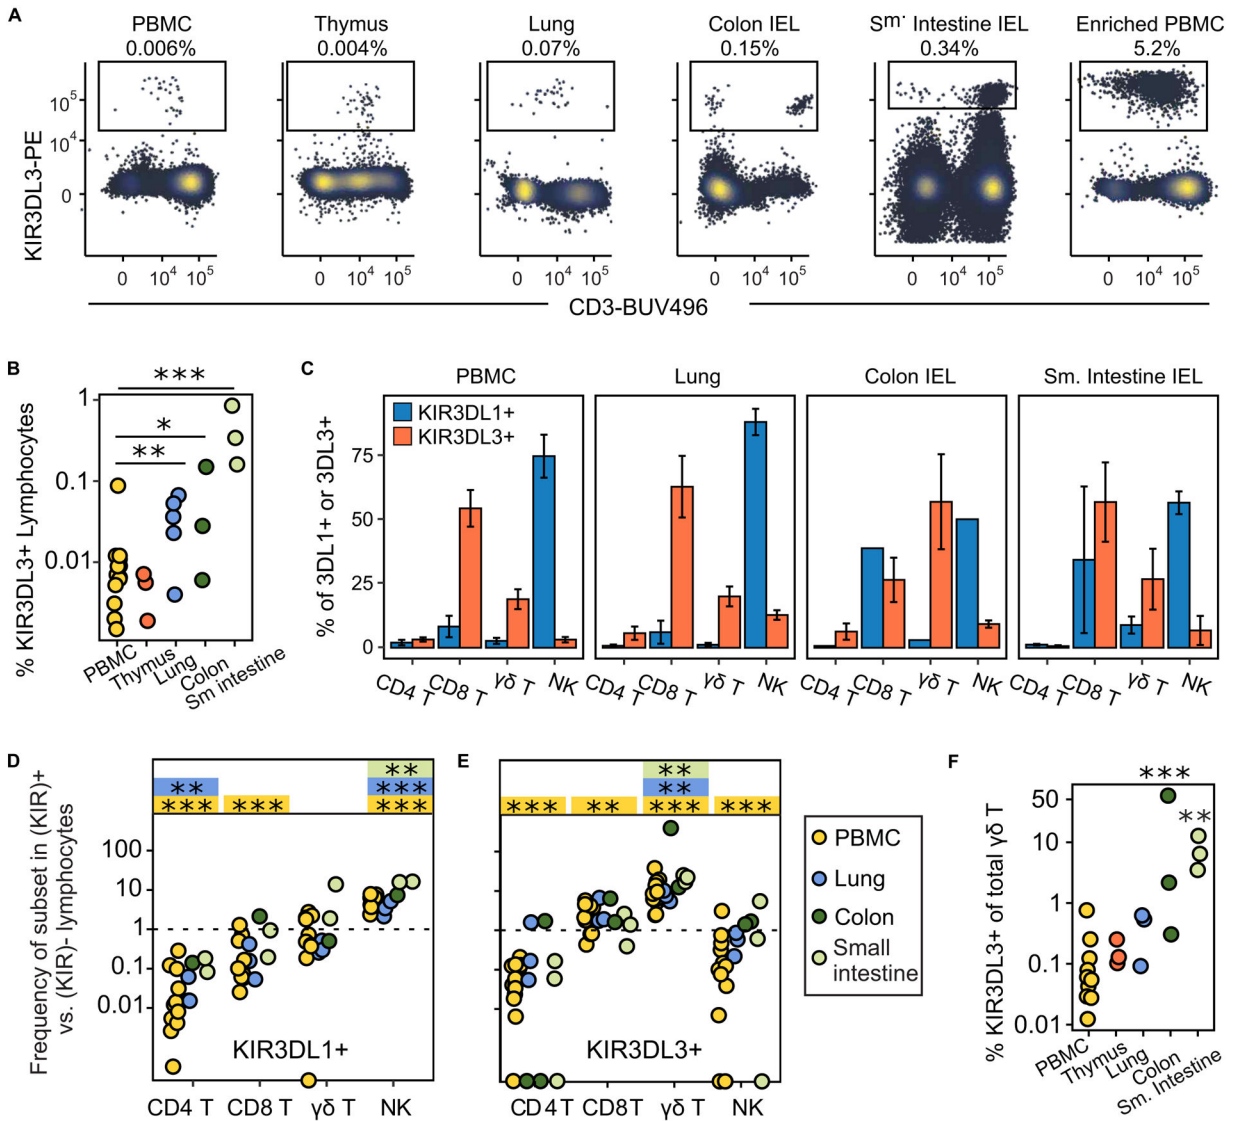 A
PBMC
0.006%
Thymus
0.004%
Lung
0.07%
Colon IEL
0.15%
Sm. Intestine IEL
0.34%
Enriched PBMC
5.2%
KIR3DL3-PE
10^5
10^4
0
0 10^4 10^5
0 10^4 10^5
0 10^4 10^5
0 10^4 10^5
0 10^4 10^5
0 10^4 10^5
CD3-BUV496
B
% KIR3DL3+ Lymphocytes
1
0.1
0.01
***
*
**
PBMC
Thymus
Lung
Colon
Sm intestine
C
PBMC
Lung
Colon IEL
Sm. Intestine IEL
KIR3DL1+
KIR3DL3+
% of 3DL1+ or 3DL3+
75
50
25
0
CD4 T CD8 T γδ T NK
CD4 T CD8 T γδ T NK
CD4 T CD8 T γδ T NK
CD4 T CD8 T γδ T NK
D
Frequency of subset in (KIR)+
vs. (KIR)- lymphocytes
**
** ***
*** *** ***
100
10
1
0.1
0.01
KIR3DL1+
CD4 T CD8 T γδ T NK
E
**
**
*** ** ***
KIR3DL3+
CD 4 T CD8T γδ T NK
PBMC
Lung
Colon
Small
intestine
F
% KIR3DL3+ of total γδ T
***
**
50
10
1
0.1
0.01
PBMC
Thymus
Lung
Colon
Sm. Intestine